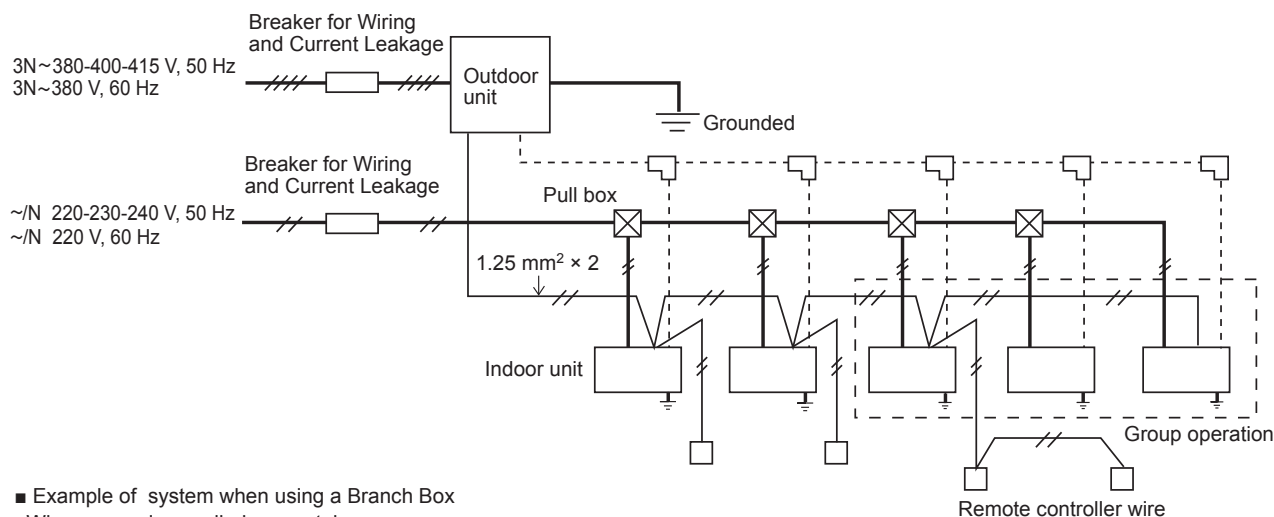 Breaker for Wiring
and Current Leakage
3N~380-400-415 V, 50 Hz
3N~380 V, 60 Hz
Outdoor
unit
Grounded
Breaker for Wiring
and Current Leakage
Pull box
~/N 220-230-240 V, 50 Hz
~/N 220 V, 60 Hz
1.25 mm² × 2
Indoor unit
Group operation
■ Example of system when using a Branch Box
Remote controller wire